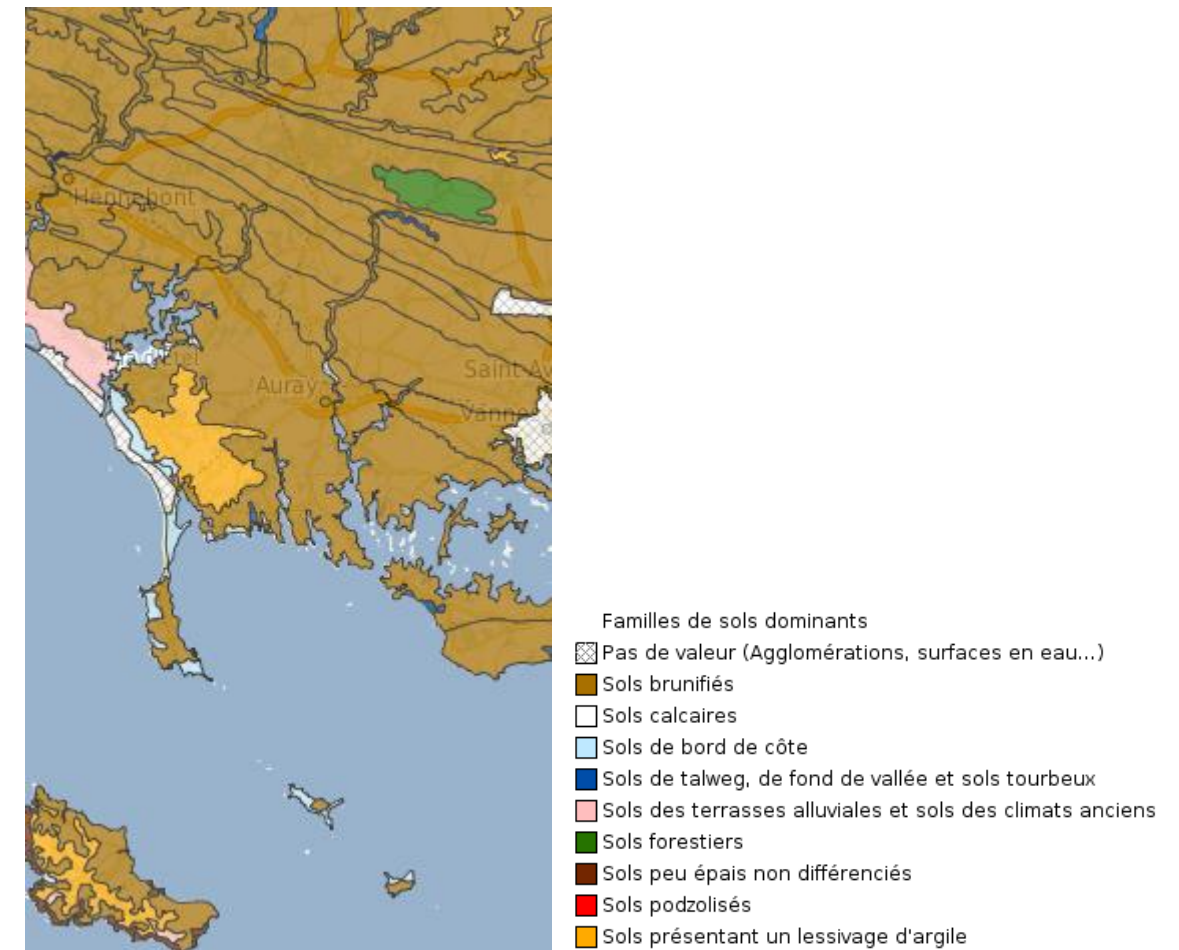 Hennebont
Auray
Saint-Av
Vannes
Familles de sols dominants
Pas de valeur (Agglomérations, surfaces en eau...)
Sols brunifiés
Sols calcaires
Sols de bord de côte
Sols de talweg, de fond de vallée et sols tourbeux
Sols des terrasses alluviales et sols des climats anciens
Sols forestiers
Sols peu épais non différenciés
Sols podzolisés
Sols présentant un lessivage d'argile